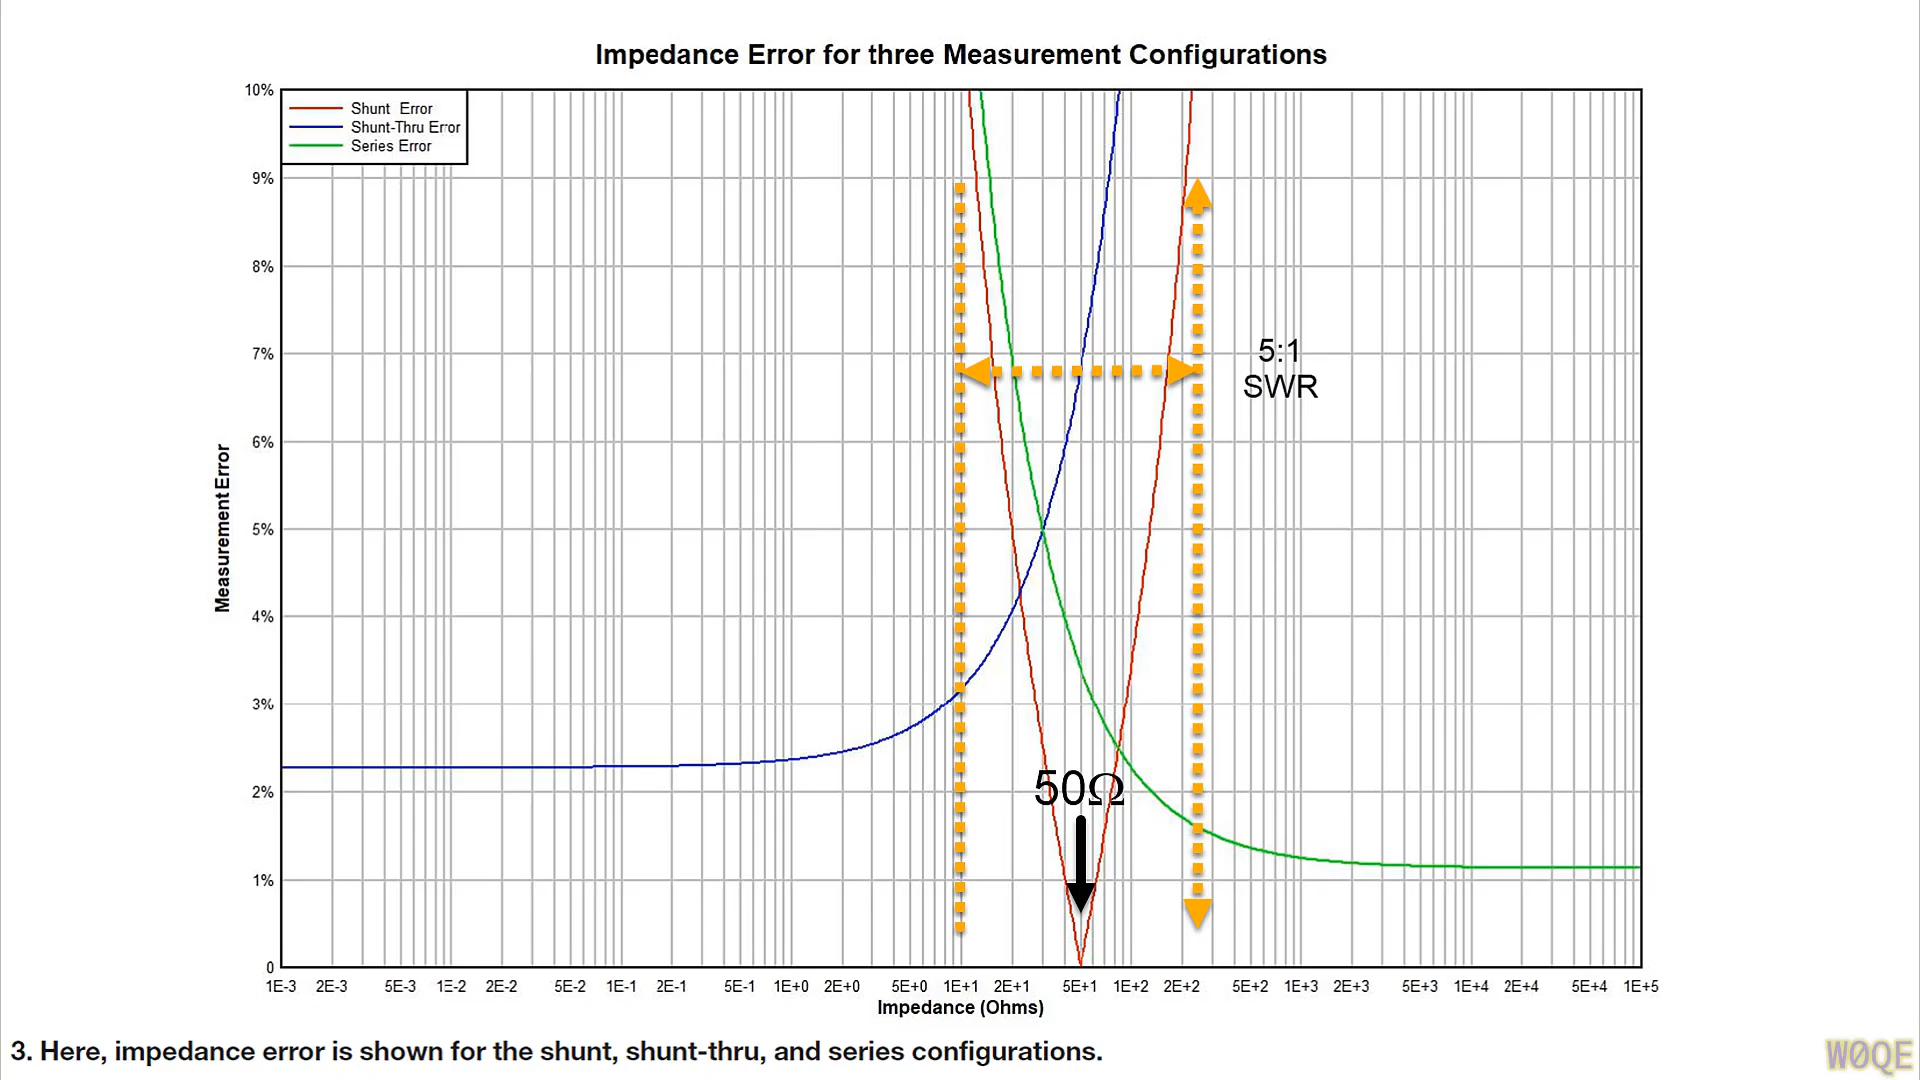 Impedance Error for three Measurement Configurations
10%
Shunt Error
Shunt-Thru Error
Series Error
9%
8%
7%
5:1
SWR
6%
5%
Measurement Error
4%
3%
50Ω
2%
1%
0
1E-3 2E-3 5E-3 1E-2 2E-2 5E-2 1E-1 2E-1 5E-1 1E+0 2E+0 5E+0 1E+1 2E+1 5E+1 1E+2 2E+2 5E+2 1E+3 2E+3 5E+3 1E+4 2E+4 5E+4 1E+5
Impedance (Ohms)
3. Here, impedance error is shown for the shunt, shunt-thru, and series configurations.
WØQE